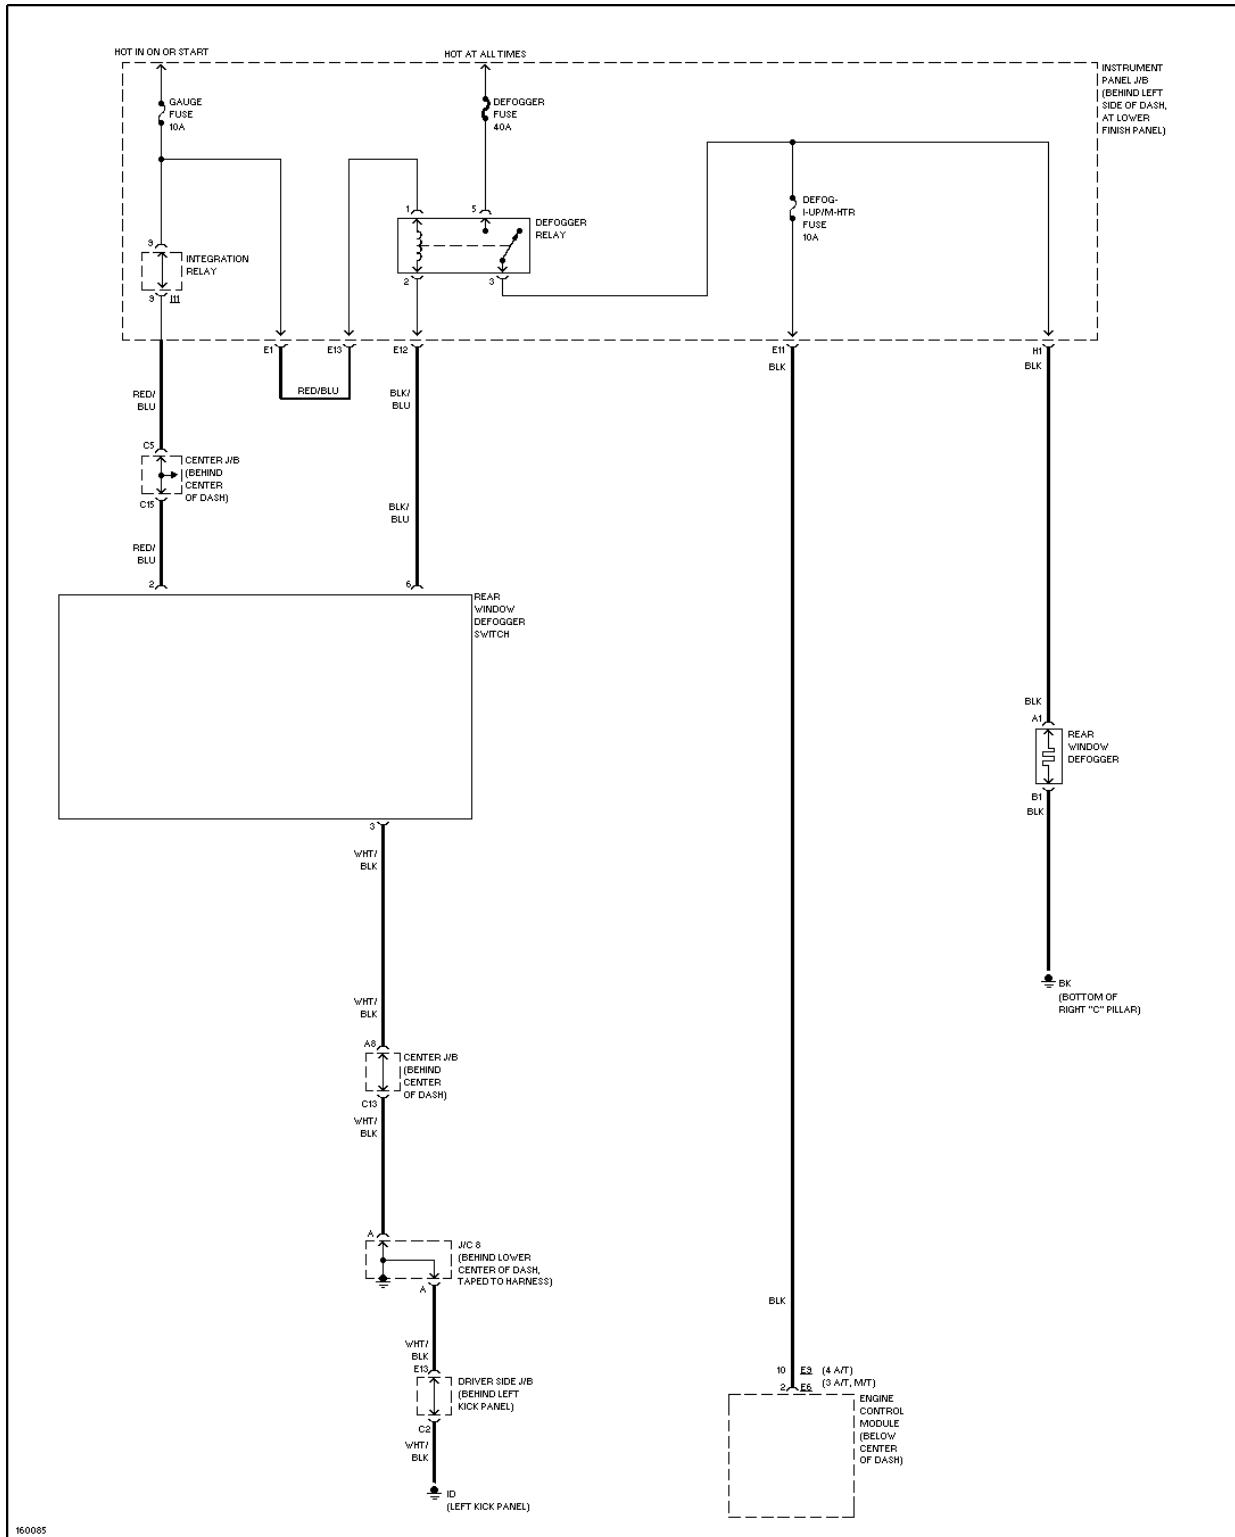 HOT IN ON OR START
HOT AT ALL TIMES
INSTRUMENT
PANEL J/B
(BEHIND LEFT
SIDE OF DASH,
AT LOWER
FINISH PANEL)
GAUGE
FUSE
10A
DEFOGGER
FUSE
40A
DEFOG-
I-UP/M-HTR
FUSE
10A
1
5
DEFOGGER
RELAY
2
3
9
INTEGRATION
RELAY
9
I11
E1
E13
E12
E11
H1
RED/BLU
BLK
BLK
RED/
BLU
BLK/
BLU
C5
CENTER J/B
(BEHIND
CENTER
OF DASH)
C15
BLK/
BLU
RED/
BLU
2
6
REAR
WINDOW
DEFOGGER
SWITCH
BLK
A1
REAR
WINDOW
DEFOGGER
B1
BLK
3
WHT/
BLK
BK
(BOTTOM OF
RIGHT "C" PILLAR)
WHT/
BLK
A8
CENTER J/B
(BEHIND
CENTER
OF DASH)
C13
WHT/
BLK
A
J/C 8
(BEHIND LOWER
CENTER OF DASH,
TAPED TO HARNESS)
A
BLK
WHT/
BLK
E13
DRIVER SIDE J/B
(BEHIND LEFT
KICK PANEL)
C2
WHT/
BLK
ID
(LEFT KICK PANEL)
10 E9 (4 A/T)
2 E6 (3 A/T, M/T)
ENGINE
CONTROL
MODULE
(BELOW
CENTER
OF DASH)
160085